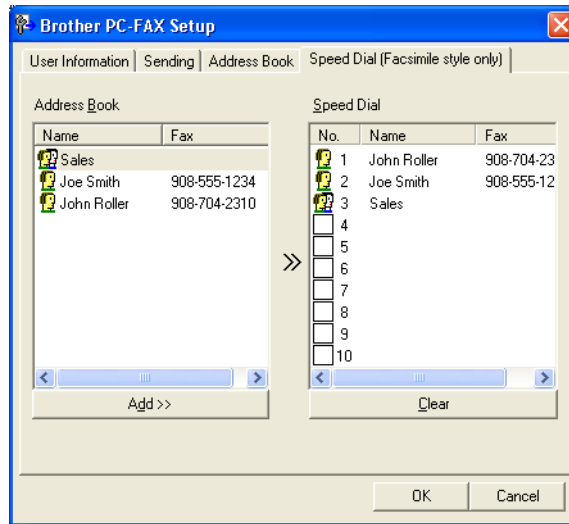 Brother PC-FAX Setup
User Information Sending Address Book Speed Dial (Facsimile style only)
Address Book Speed Dial
Name Fax No. Name Fax
Sales 1 John Roller 908-704-23
Joe Smith 908-555-1234 2 Joe Smith 908-555-12
John Roller 908-704-2310 3 Sales
4
5
>> 6
7
8
9
10
Add >> Clear
OK Cancel